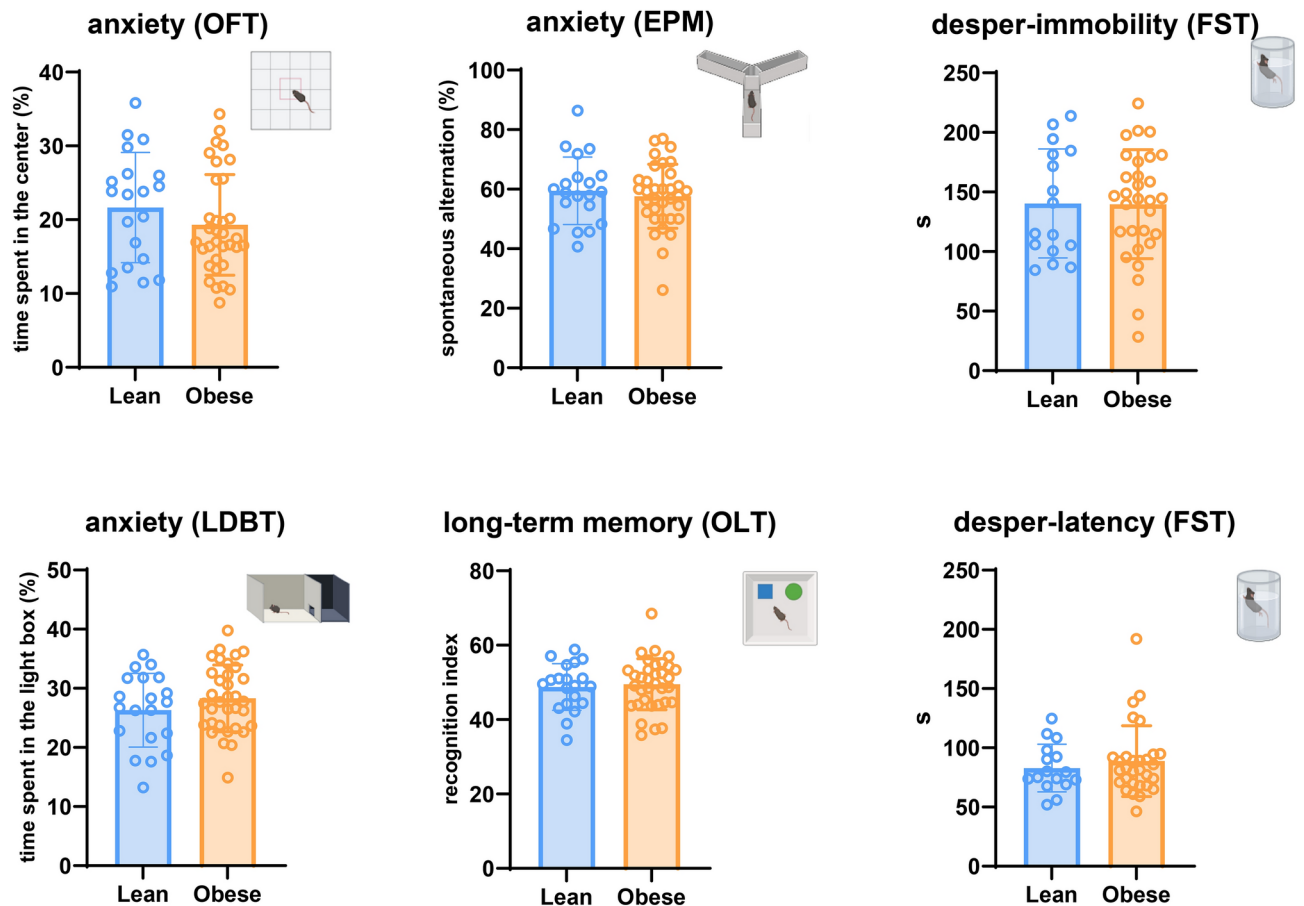 anxiety (OFT)
time spent in the center (%)
40
30
20
10
0
Lean Obese
anxiety (EPM)
spontaneous alternation (%)
100
80
60
40
20
0
Lean Obese
desper-immobility (FST)
s
250
200
150
100
50
0
Lean Obese
anxiety (LDBT)
time spent in the light box (%)
50
40
30
20
10
0
Lean Obese
long-term memory (OLT)
recognition index
80
60
40
20
0
Lean Obese
desper-latency (FST)
s
250
200
150
100
50
0
Lean Obese